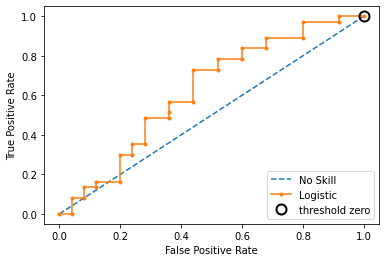 1.0
0.8
0.6
0.4
0.2
0.0
True Positive Rate
No Skill
Logistic
threshold zero
0.0 0.2 0.4 0.6 0.8 1.0
False Positive Rate